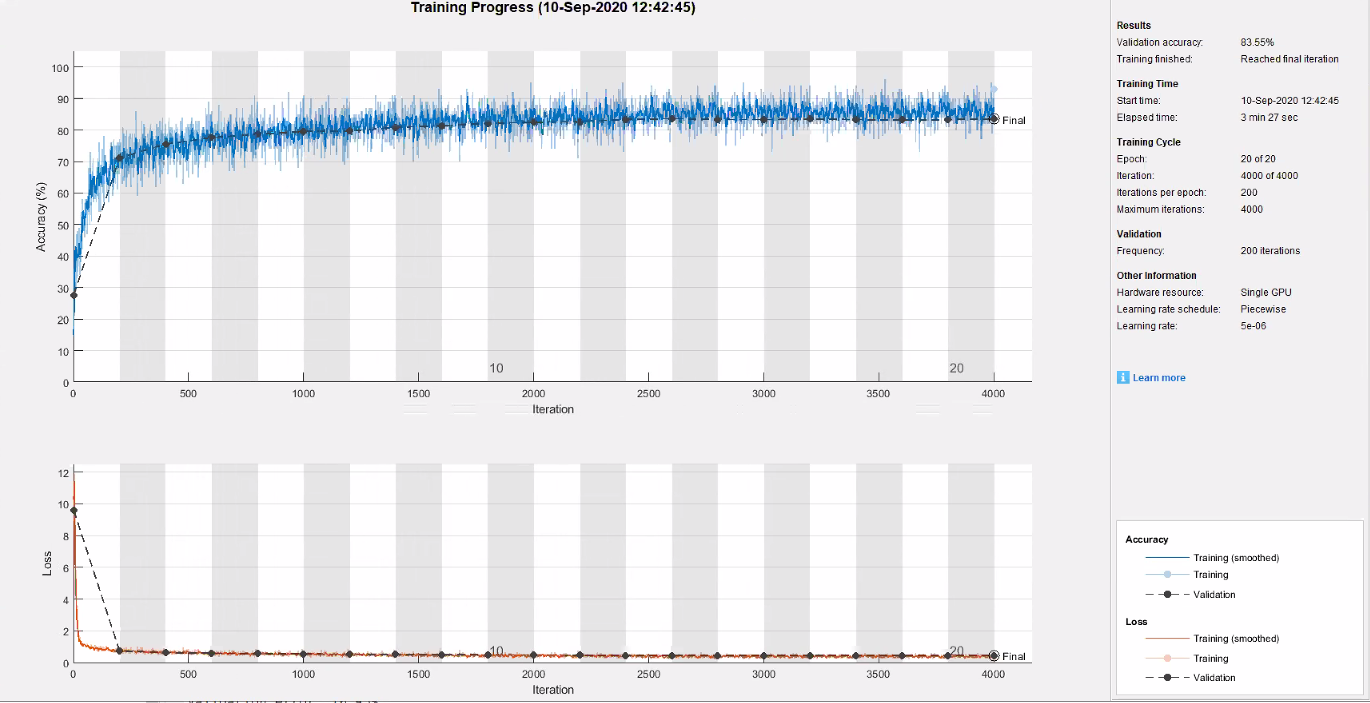 Training Progress (10-Sep-2020 12:42:45)
100
90
80
70
60
50
40
30
20
10
0
Accuracy (%)
Final
10
20
0
500
1000
1500
2000
2500
3000
3500
4000
Iteration
12
10
8
6
4
2
0
Loss
10
20
Final
0
500
1000
1500
2000
2500
3000
3500
4000
Iteration
Results
Validation accuracy: 83.55%
Training finished: Reached final iteration
Training Time
Start time: 10-Sep-2020 12:42:45
Elapsed time: 3 min 27 sec
Training Cycle
Epoch: 20 of 20
Iteration: 4000 of 4000
Iterations per epoch: 200
Maximum iterations: 4000
Validation
Frequency: 200 iterations
Other Information
Hardware resource: Single GPU
Learning rate schedule: Piecewise
Learning rate: 5e-06
i Learn more
Accuracy
Training (smoothed)
Training
Validation
Loss
Training (smoothed)
Training
Validation